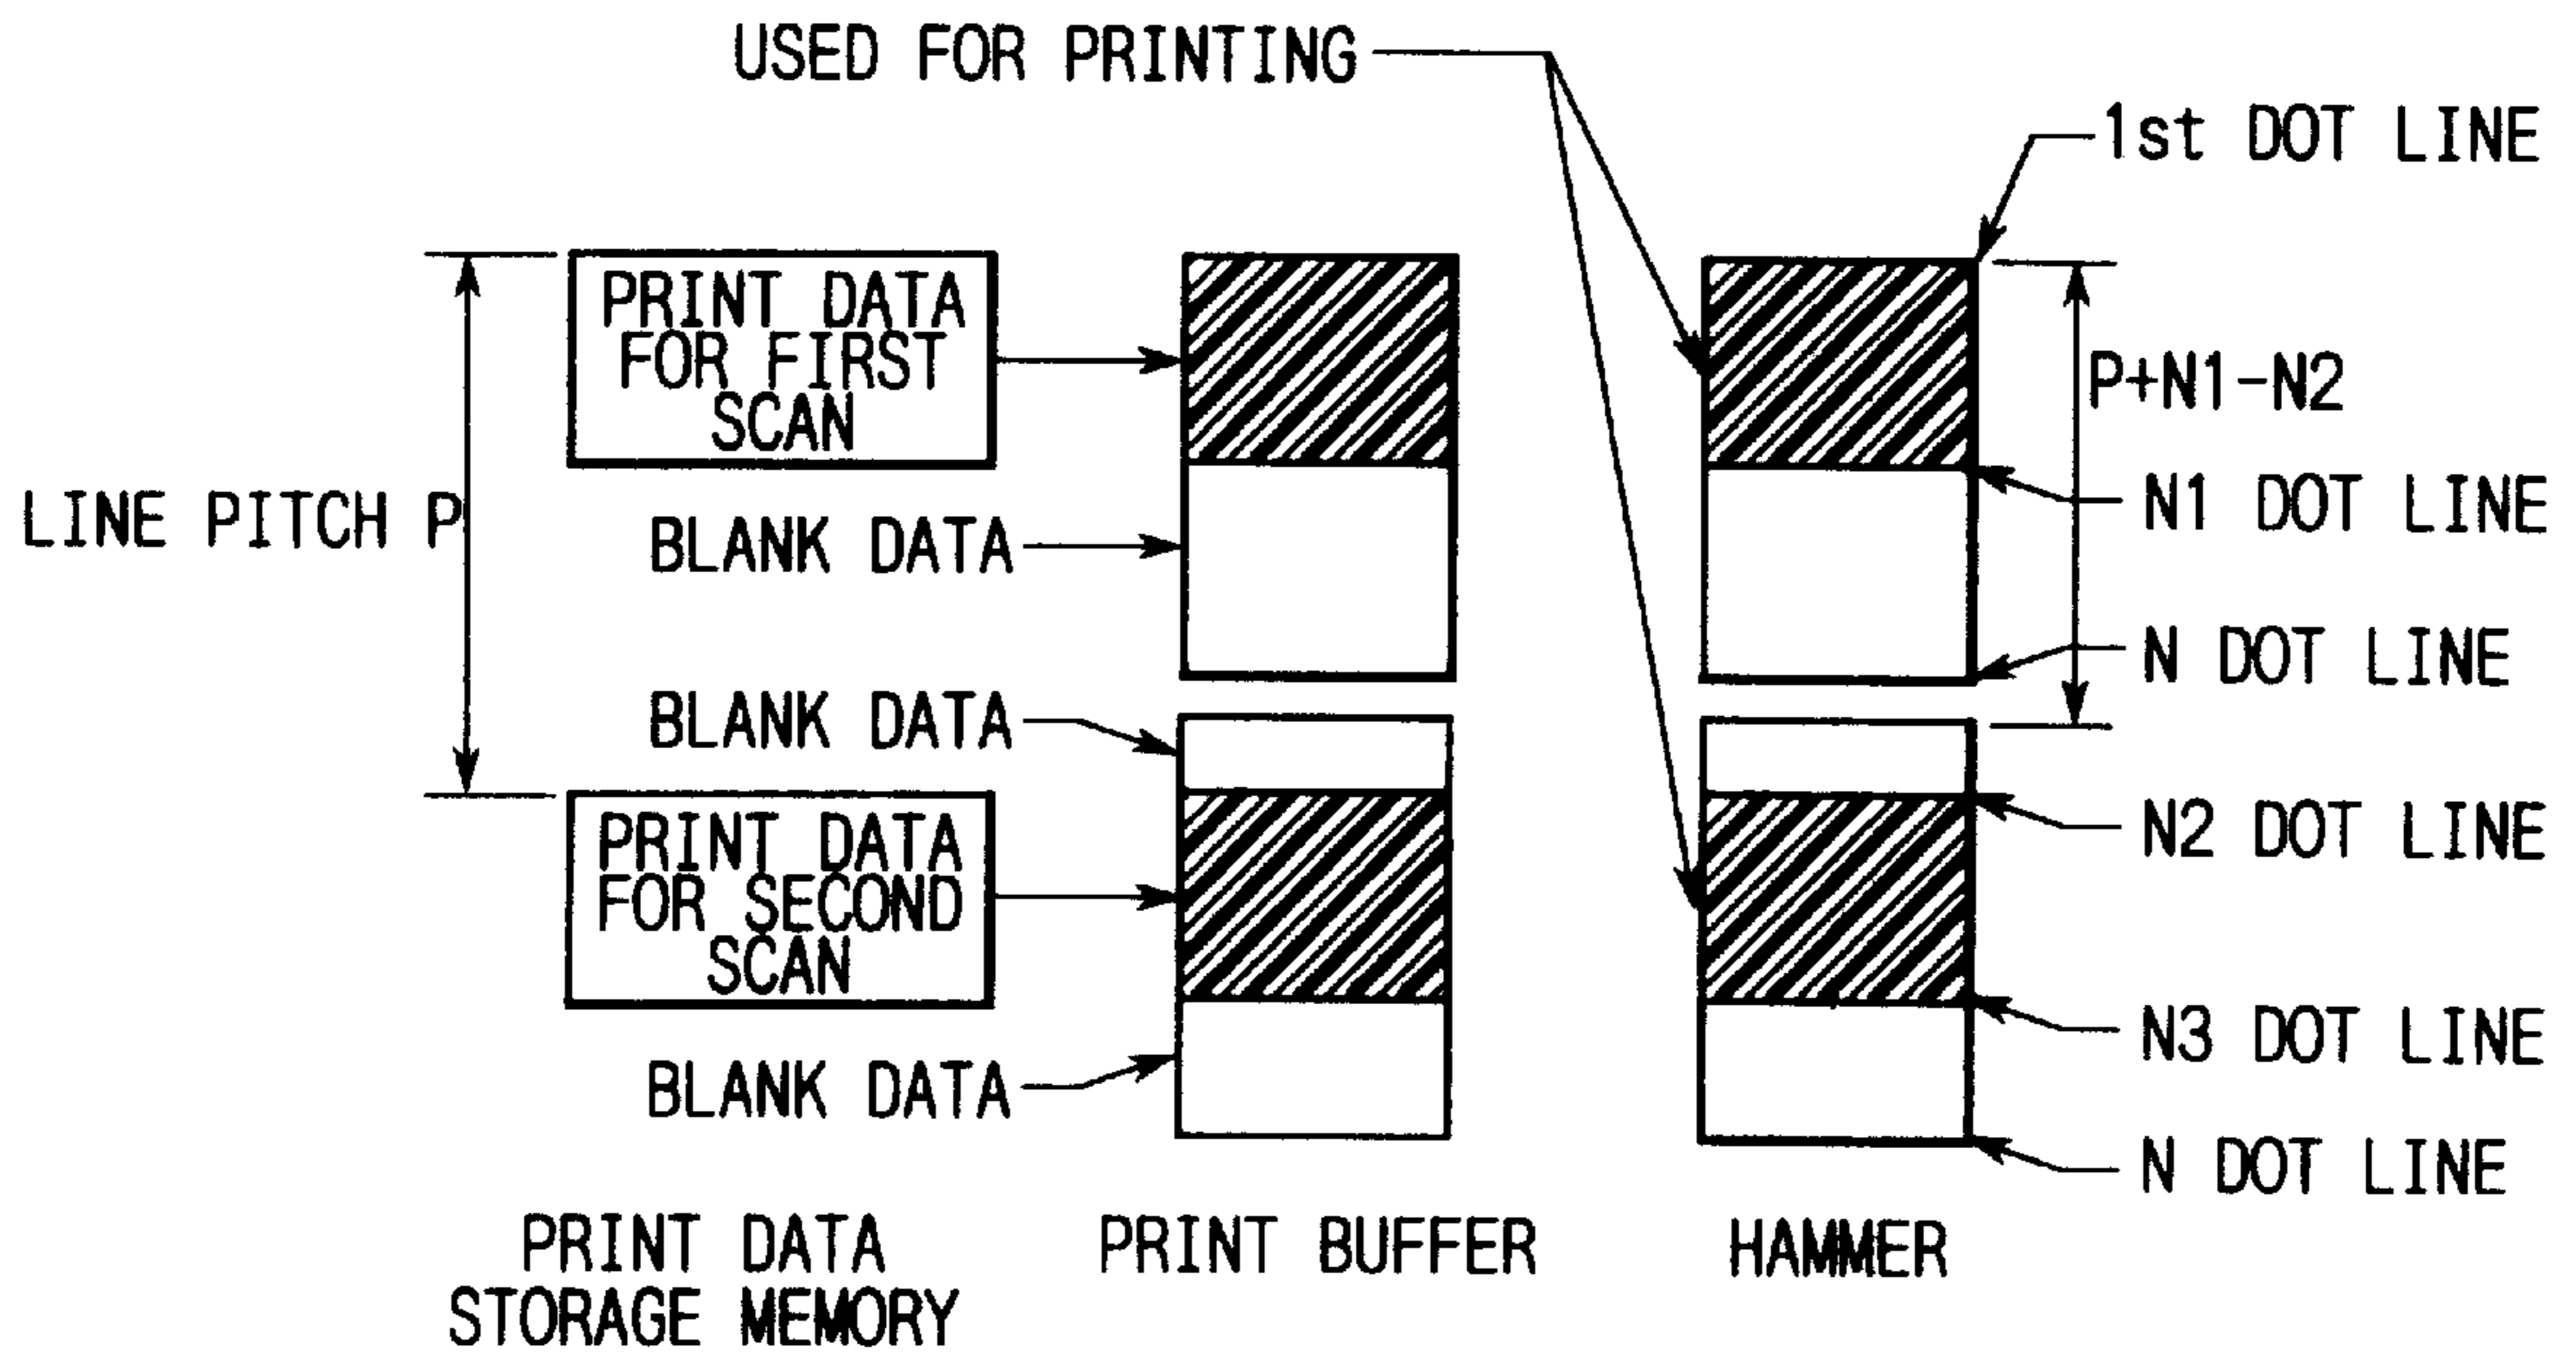 USED FOR PRINTING
1st DOT LINE
PRINT DATA
FOR FIRST
SCAN
P+N1-N2
LINE PITCH P
N1 DOT LINE
BLANK DATA
N DOT LINE
BLANK DATA
PRINT DATA
FOR SECOND
SCAN
N2 DOT LINE
N3 DOT LINE
BLANK DATA
N DOT LINE
PRINT DATA
STORAGE MEMORY
PRINT BUFFER
HAMMER